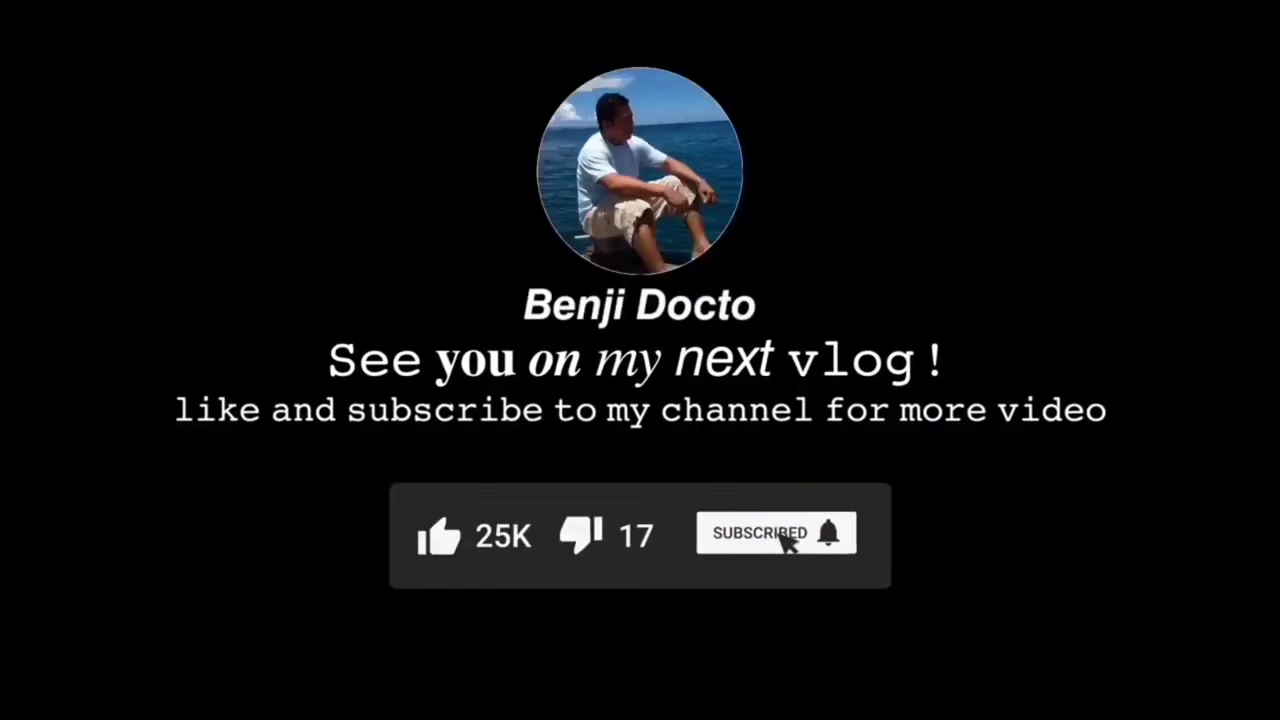 Benji Docto
See you on my next vlog!
like and subscribe to my channel for more video
25K 17 SUBSCRIBED